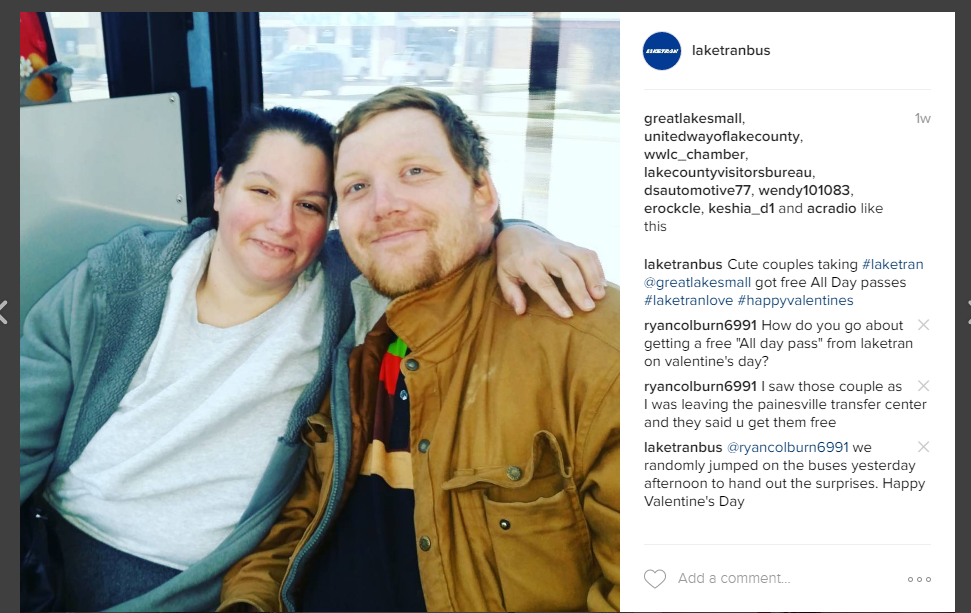 LAKETRAN
laketranbus
greatlakesmall,
unitedwayoflakecounty,
wwlc_chamber,
lakecountyvisitorsbureau,
dsautomotive77, wendy101083,
erockcle, keshia_d1 and acradio like
this
1w
laketranbus Cute couples taking #laketran
@greatlakesmall got free All Day passes
#laketranlove #happyvalentines
ryancolburn6991 How do you go about
getting a free "All day pass" from laketran
on valentine's day?
ryancolburn6991 I saw those couple as
I was leaving the painesville transfer center
and they said u get them free
laketranbus @ryancolburn6991 we
randomly jumped on the buses yesterday
afternoon to hand out the surprises. Happy
Valentine's Day
Add a comment...